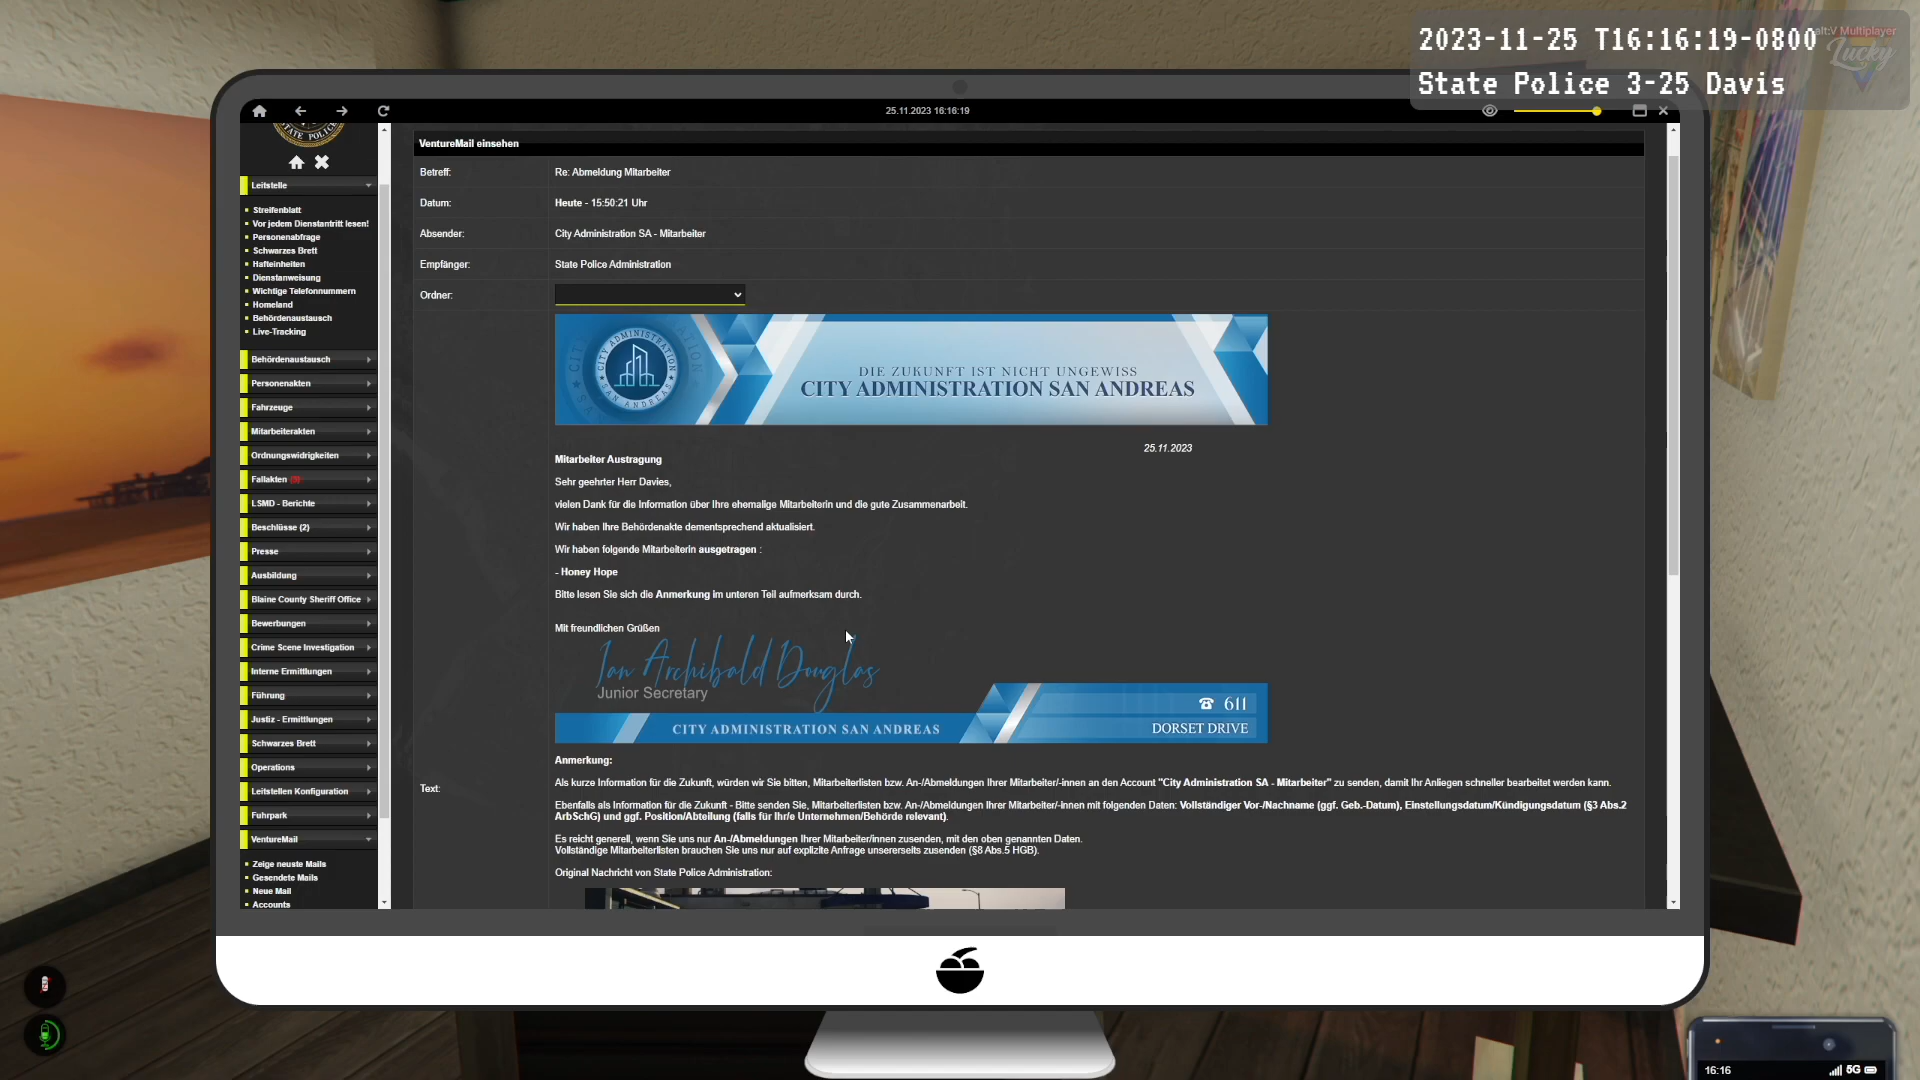 2023-11-25 T16:16:19-0800
alt:V Multiplayer
Lucky
State Police 3-25 Davis
25.11.2023 16:16:19
STATE POLICE
Leitstelle
Streifenblatt
Vor jedem Dienstantritt lesen!
Personenabfrage
Schwarzes Brett
Hafteinheiten
Dienstanweisung
Wichtige Telefonnummern
Homeland
Behördenaustausch
Live-Tracking
Behördenaustausch
Personenakten
Fahrzeuge
Mitarbeiterakten
Ordnungswidrigkeiten
Fallakten
LSMD - Berichte
Beschlüsse (2)
Presse
Ausbildung
Blaine County Sheriff Office
Bewerbungen
Crime Scene Investigation
Interne Ermittlungen
Führung
Justiz - Ermittlungen
Schwarzes Brett
Operations
Leitstellen Konfiguration
Fuhrpark
VentureMail
Zeige neuste Mails
Gesendete Mails
Neue Mail
Accounts
VentureMail einsehen
Betreff: Re: Abmeldung Mitarbeiter
Datum: Heute - 15:50:21 Uhr
Absender: City Administration SA - Mitarbeiter
Empfänger: State Police Administration
Ordner:
CITY ADMINISTRATION
SAN ANDREAS
DIE ZUKUNFT IST NICHT UNGEWISS
CITY ADMINISTRATION SAN ANDREAS
25.11.2023
Mitarbeiter Austragung
Sehr geehrter Herr Davies,
vielen Dank für die Information über Ihre ehemalige Mitarbeiterin und die gute Zusammenarbeit.
Wir haben Ihre Behördenakte dementsprechend aktualisiert.
Wir haben folgende Mitarbeiterin ausgetragen :
- Honey Hope
Bitte lesen Sie sich die Anmerkung im unteren Teil aufmerksam durch.
Mit freundlichen Grüßen
Ian Archibald Douglas
Junior Secretary
CITY ADMINISTRATION SAN ANDREAS
611
DORSET DRIVE
Text:
Anmerkung:
Als kurze Information für die Zukunft, würden wir Sie bitten, Mitarbeiterlisten bzw. An-/Abmeldungen Ihrer Mitarbeiter/-innen an den Account "City Administration SA - Mitarbeiter" zu senden, damit Ihr Anliegen schneller bearbeitet werden kann.
Ebenfalls als Information für die Zukunft - Bitte senden Sie, Mitarbeiterlisten bzw. An-/Abmeldungen Ihrer Mitarbeiter/-innen mit folgenden Daten: Vollständiger Vor-/Nachname (ggf. Geb.-Datum), Einstellungsdatum/Kündigungsdatum (§3 Abs.2
ArbSchG) und ggf. Position/Abteilung (falls für Ihr/e Unternehmen/Behörde relevant).
Es reicht generell, wenn Sie uns nur An-/Abmeldungen Ihrer Mitarbeiter/innen zusenden, mit den oben genannten Daten.
Vollständige Mitarbeiterlisten brauchen Sie uns nur auf explizite Anfrage unsererseits zusenden (§8 Abs.5 HGB).
Original Nachricht von State Police Administration:
16:16
5G